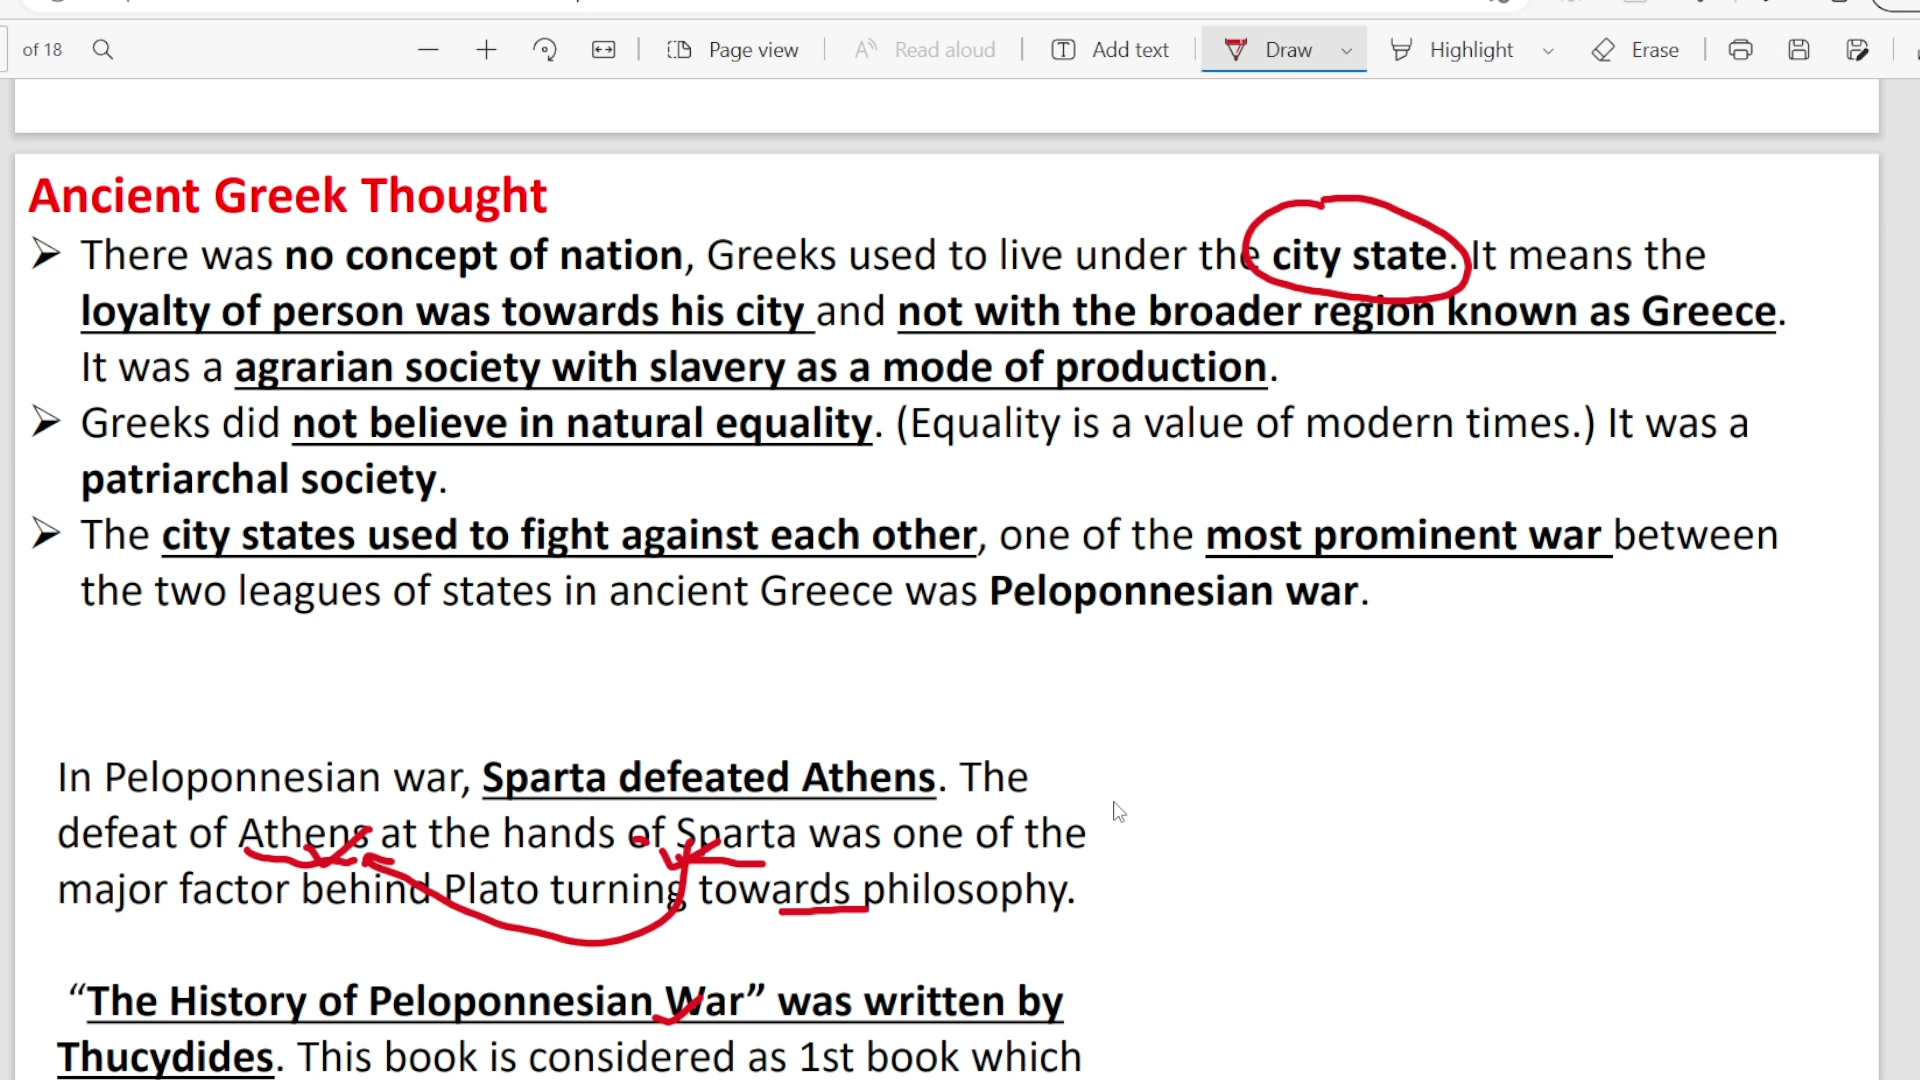 of 18 Page view Read aloud Add text Draw Highlight Erase
Ancient Greek Thought
➢ There was no concept of nation, Greeks used to live under the city state. It means the
loyalty of person was towards his city and not with the broader region known as Greece.
It was a agrarian society with slavery as a mode of production.
➢ Greeks did not believe in natural equality. (Equality is a value of modern times.) It was a
patriarchal society.
➢ The city states used to fight against each other, one of the most prominent war between
the two leagues of states in ancient Greece was Peloponnesian war.
In Peloponnesian war, Sparta defeated Athens. The
defeat of Athens at the hands of Sparta was one of the
major factor behind Plato turning towards philosophy.
“The History of Peloponnesian War” was written by
Thucydides. This book is considered as 1st book which